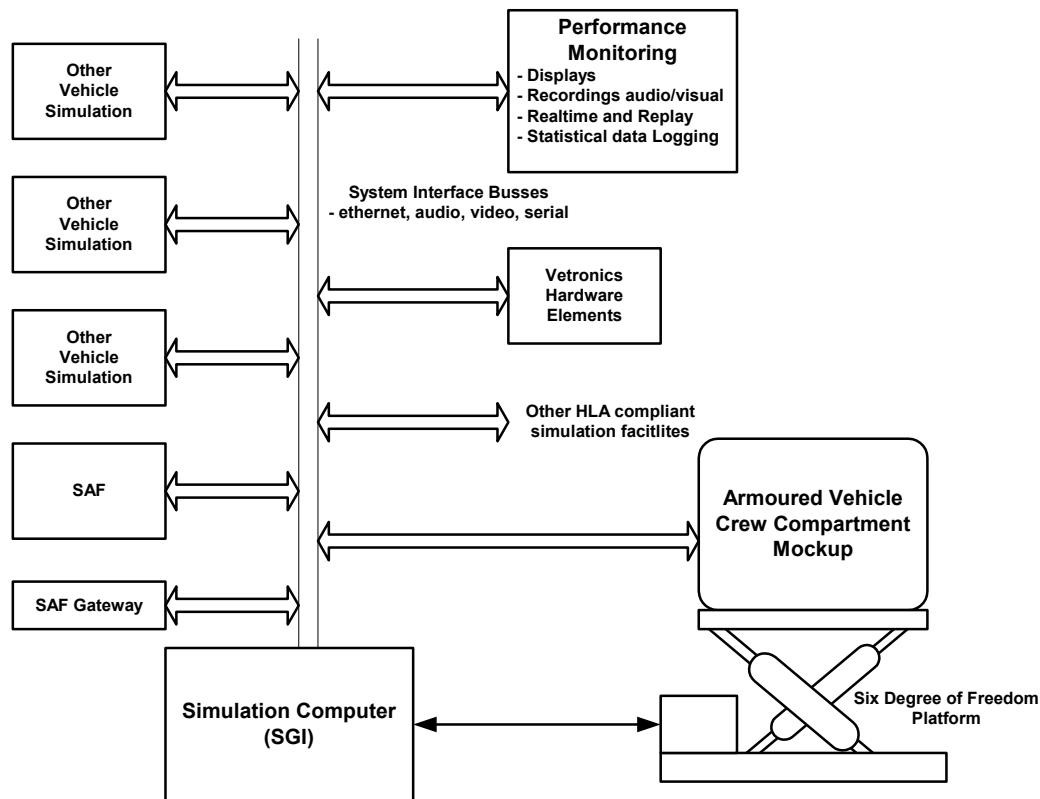 Performance
Monitoring
- Displays
- Recordings audio/visual
- Realtime and Replay
- Statistical data Logging
Other
Vehicle
Simulation
System Interface Busses
- ethernet, audio, video, serial
Other
Vehicle
Simulation
Vetronics
Hardware
Elements
Other
Vehicle
Simulation
Other HLA compliant
simulation facitlites
SAF
Armoured Vehicle
Crew Compartment
Mockup
SAF Gateway
Simulation Computer
(SGI)
Six Degree of Freedom
Platform